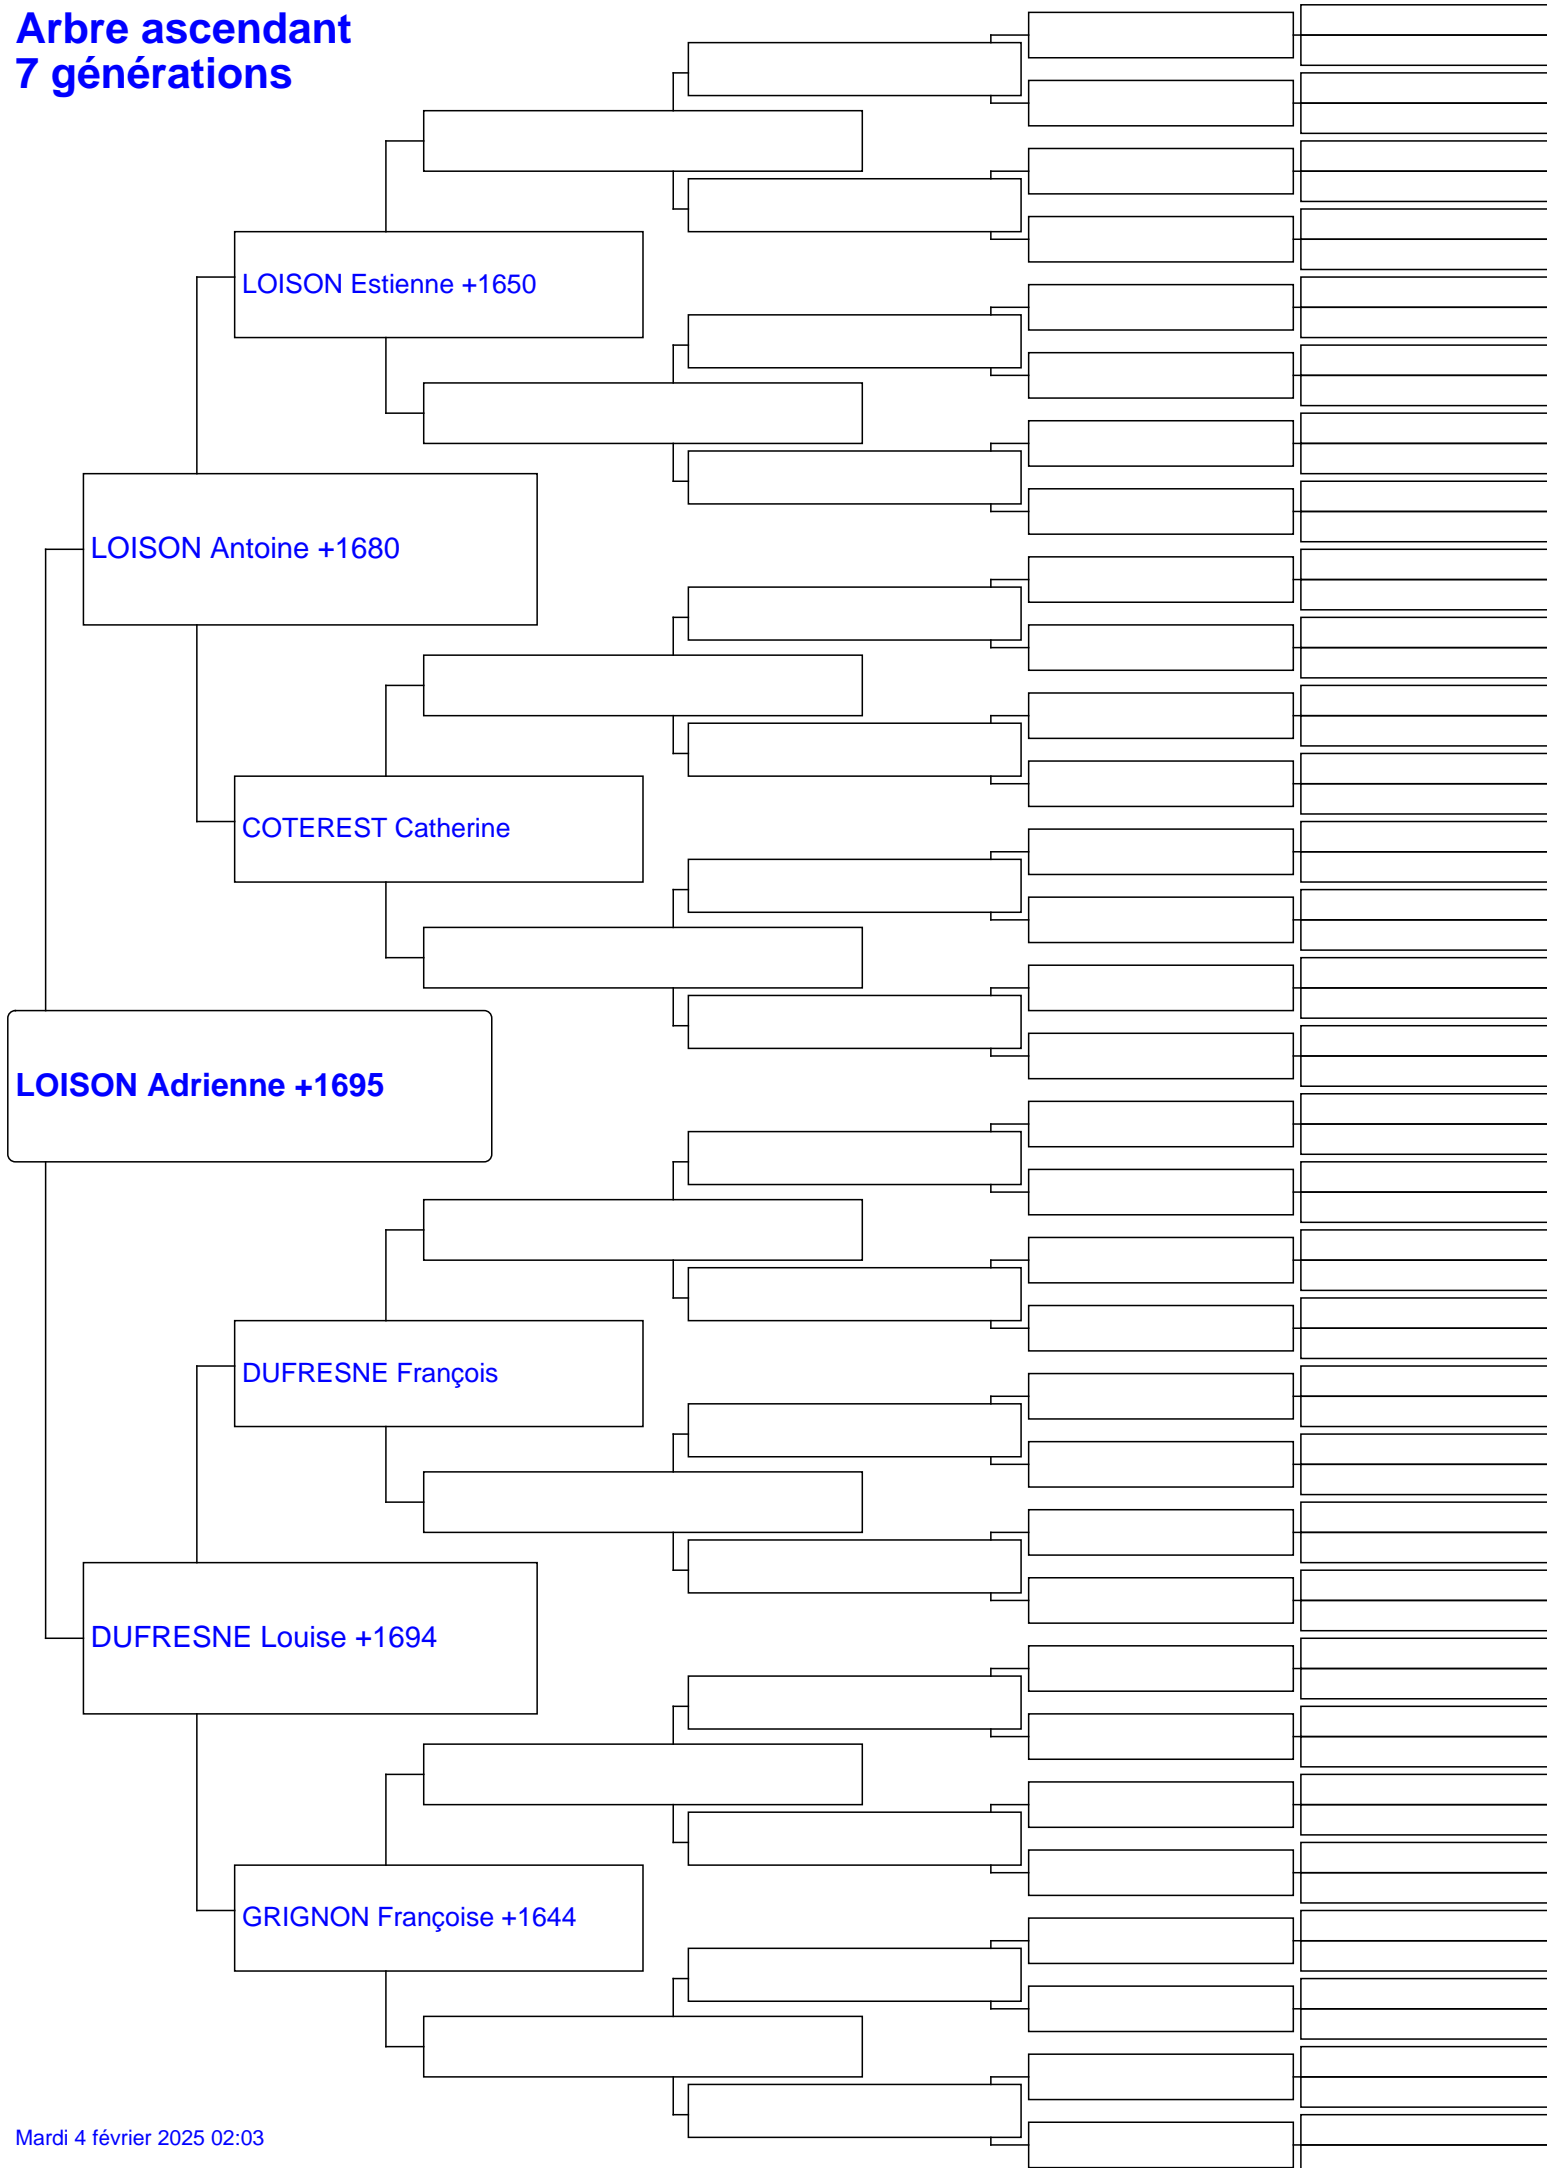 Arbre ascendant
7 générations
LOISON Estienne +1650
LOISON Antoine +1680
COTEREST Catherine
LOISON Adrienne +1695
DUFRESNE François
DUFRESNE Louise +1694
GRIGNON Françoise +1644
Mardi 4 février 2025 02:03